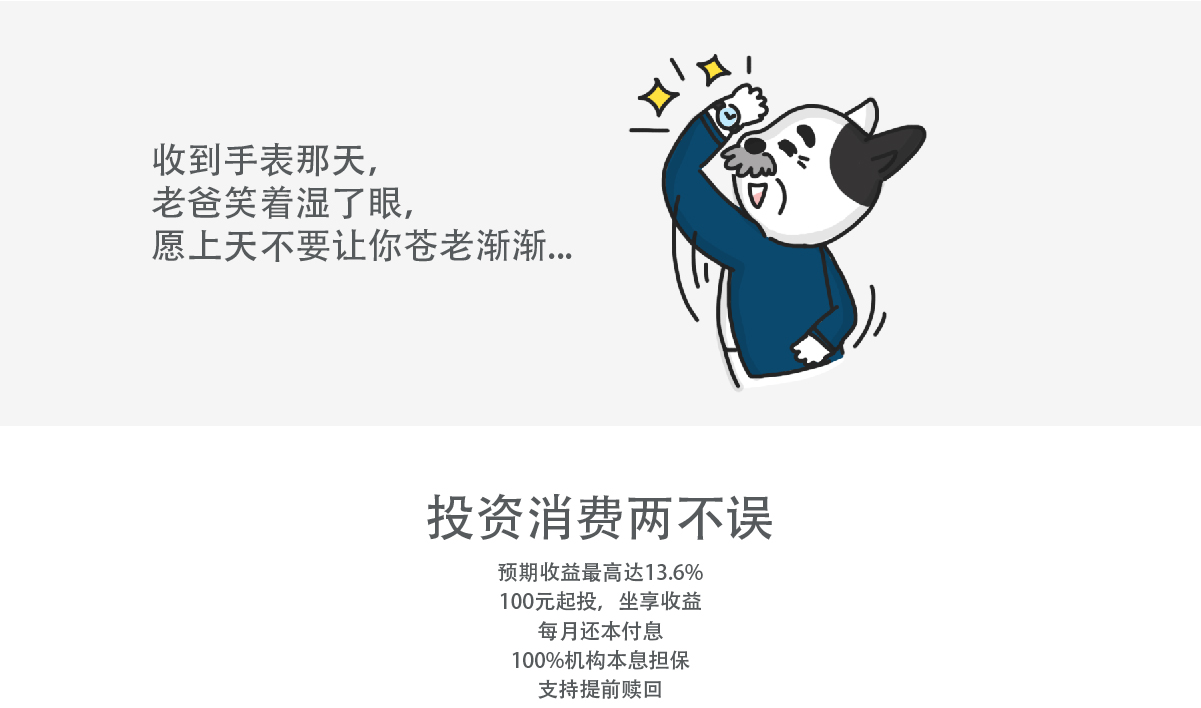 收到手表那天,
老爸笑着湿了眼,
愿上天不要让你苍老渐渐...
投资消费两不误
预期收益最高达13.6%
100元起投，坐享收益
每月还本付息
100%机构本息担保
支持提前赎回